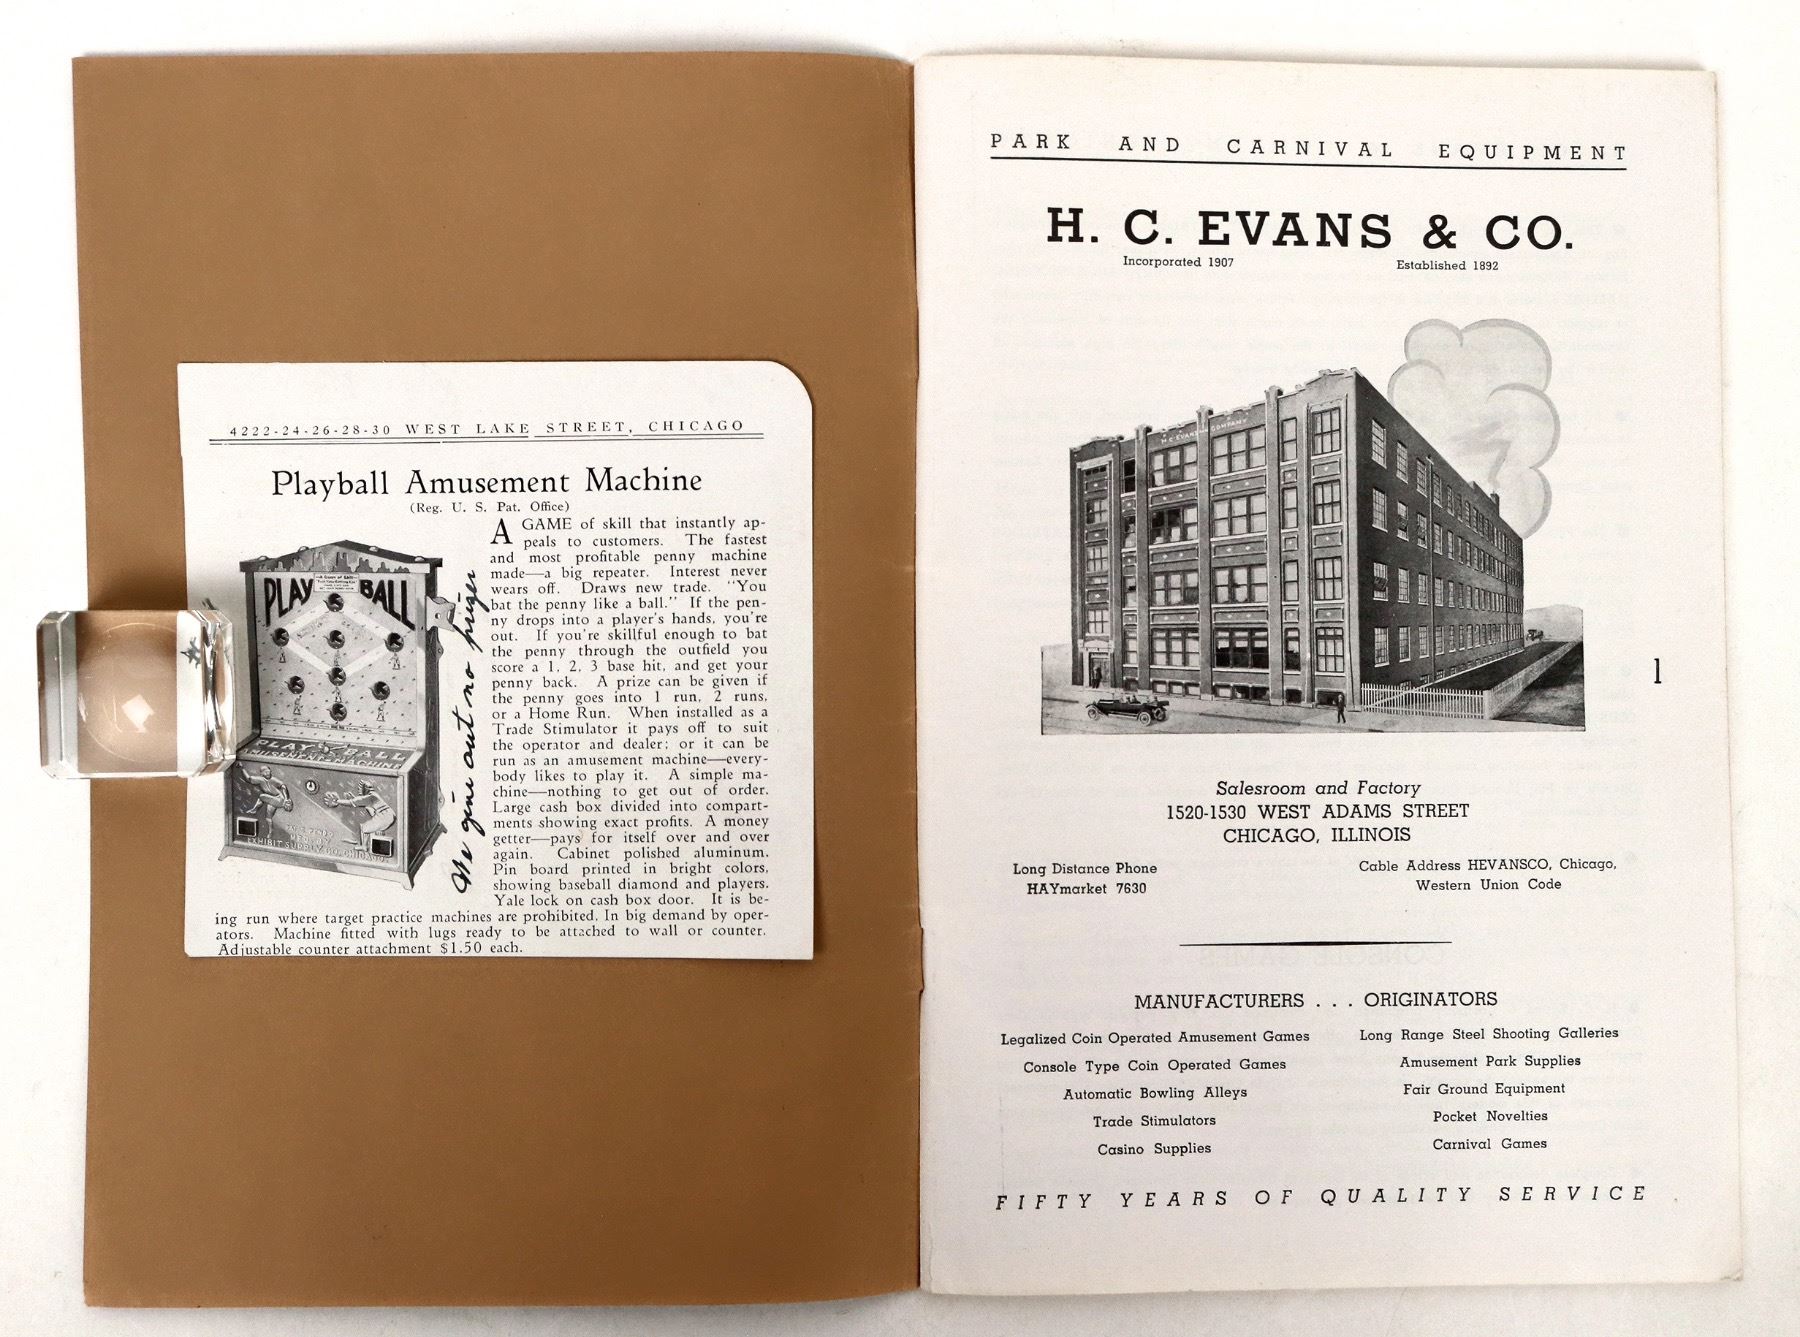 4222-24-26-28-30 WEST LAKE STREET, CHICAGO
Playball Amusement Machine
(Reg. U. S. Pat. Office)
A GAME of skill that instantly ap-
peals to customers. The fastest
and most profitable penny machine
made—a big repeater. Interest never
wears off. Draws new trade. "You
bat the penny like a ball." If the pen-
ny drops into a player's hands, you're
out. If you're skillful enough to bat
the penny through the outfield you
score a 1, 2, 3 base hit, and get your
penny back. A prize can be given if
the penny goes into 1 run, 2 runs,
or a Home Run. When installed as a
Trade Stimulator it pays off to suit
the operator and dealer; or it can be
run as an amusement machine—every-
body likes to play it. A simple ma-
chine—nothing to get out of order.
Large cash box divided into compart-
ments showing exact profits. A money
getter—pays for itself over and over
again. Cabinet polished aluminum.
Pin board printed in bright colors,
showing baseball diamond and players.
Yale lock on cash box door. It is be-
ing run where target practice machines are prohibited. In big demand by oper-
ators. Machine fitted with lugs ready to be attached to wall or counter.
Adjustable counter attachment $1.50 each.
We give out no prizes
PLAY BALL
PLAY BALL
AMUSEMENT MACHINE
EXHIBIT SUPPLY CO. CHICAGO
PARK AND CARNIVAL EQUIPMENT
H. C. EVANS & CO.
Incorporated 1907
Established 1892
H.C. EVANS COMPANY
1
Salesroom and Factory
1520-1530 WEST ADAMS STREET
CHICAGO, ILLINOIS
Long Distance Phone
HAYmarket 7630
Cable Address HEVANSCO, Chicago,
Western Union Code
MANUFACTURERS . . . ORIGINATORS
Legalized Coin Operated Amusement Games
Console Type Coin Operated Games
Automatic Bowling Alleys
Trade Stimulators
Casino Supplies
Long Range Steel Shooting Galleries
Amusement Park Supplies
Fair Ground Equipment
Pocket Novelties
Carnival Games
FIFTY YEARS OF QUALITY SERVICE